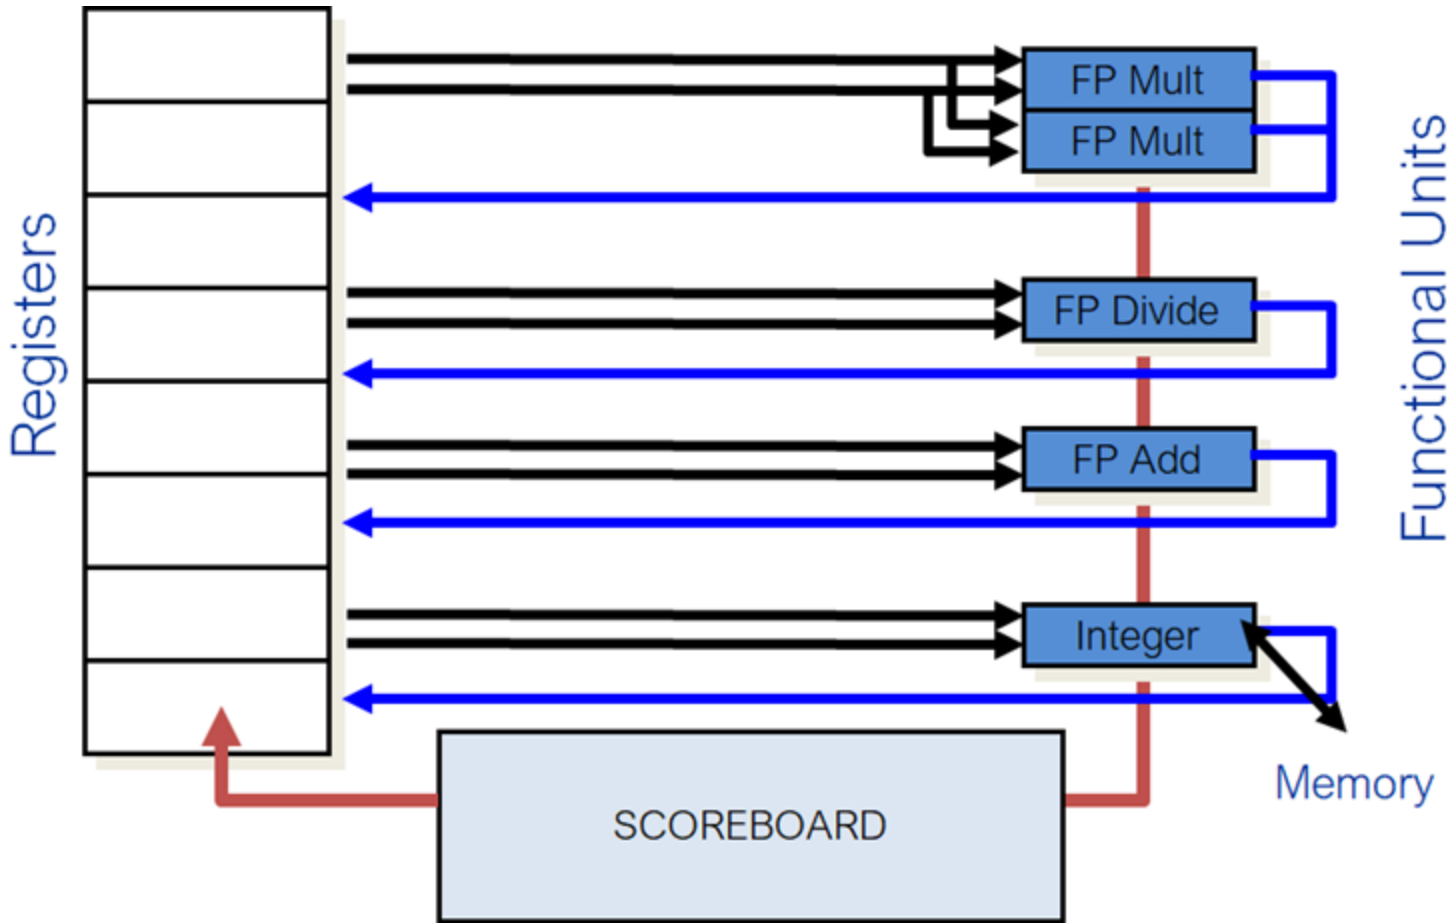 Registers
FP Mult
FP Mult
FP Divide
FP Add
Integer
Functional Units
Memory
SCOREBOARD